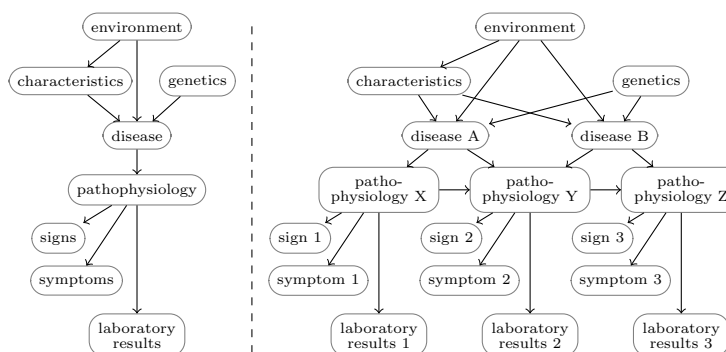 environment
characteristics
genetics
disease
pathophysiology
signs
symptoms
laboratory
results
environment
characteristics
genetics
disease A
disease B
patho-
physiology X
patho-
physiology Y
patho-
physiology Z
sign 1
sign 2
sign 3
symptom 1
symptom 2
symptom 3
laboratory
results 1
laboratory
results 2
laboratory
results 3